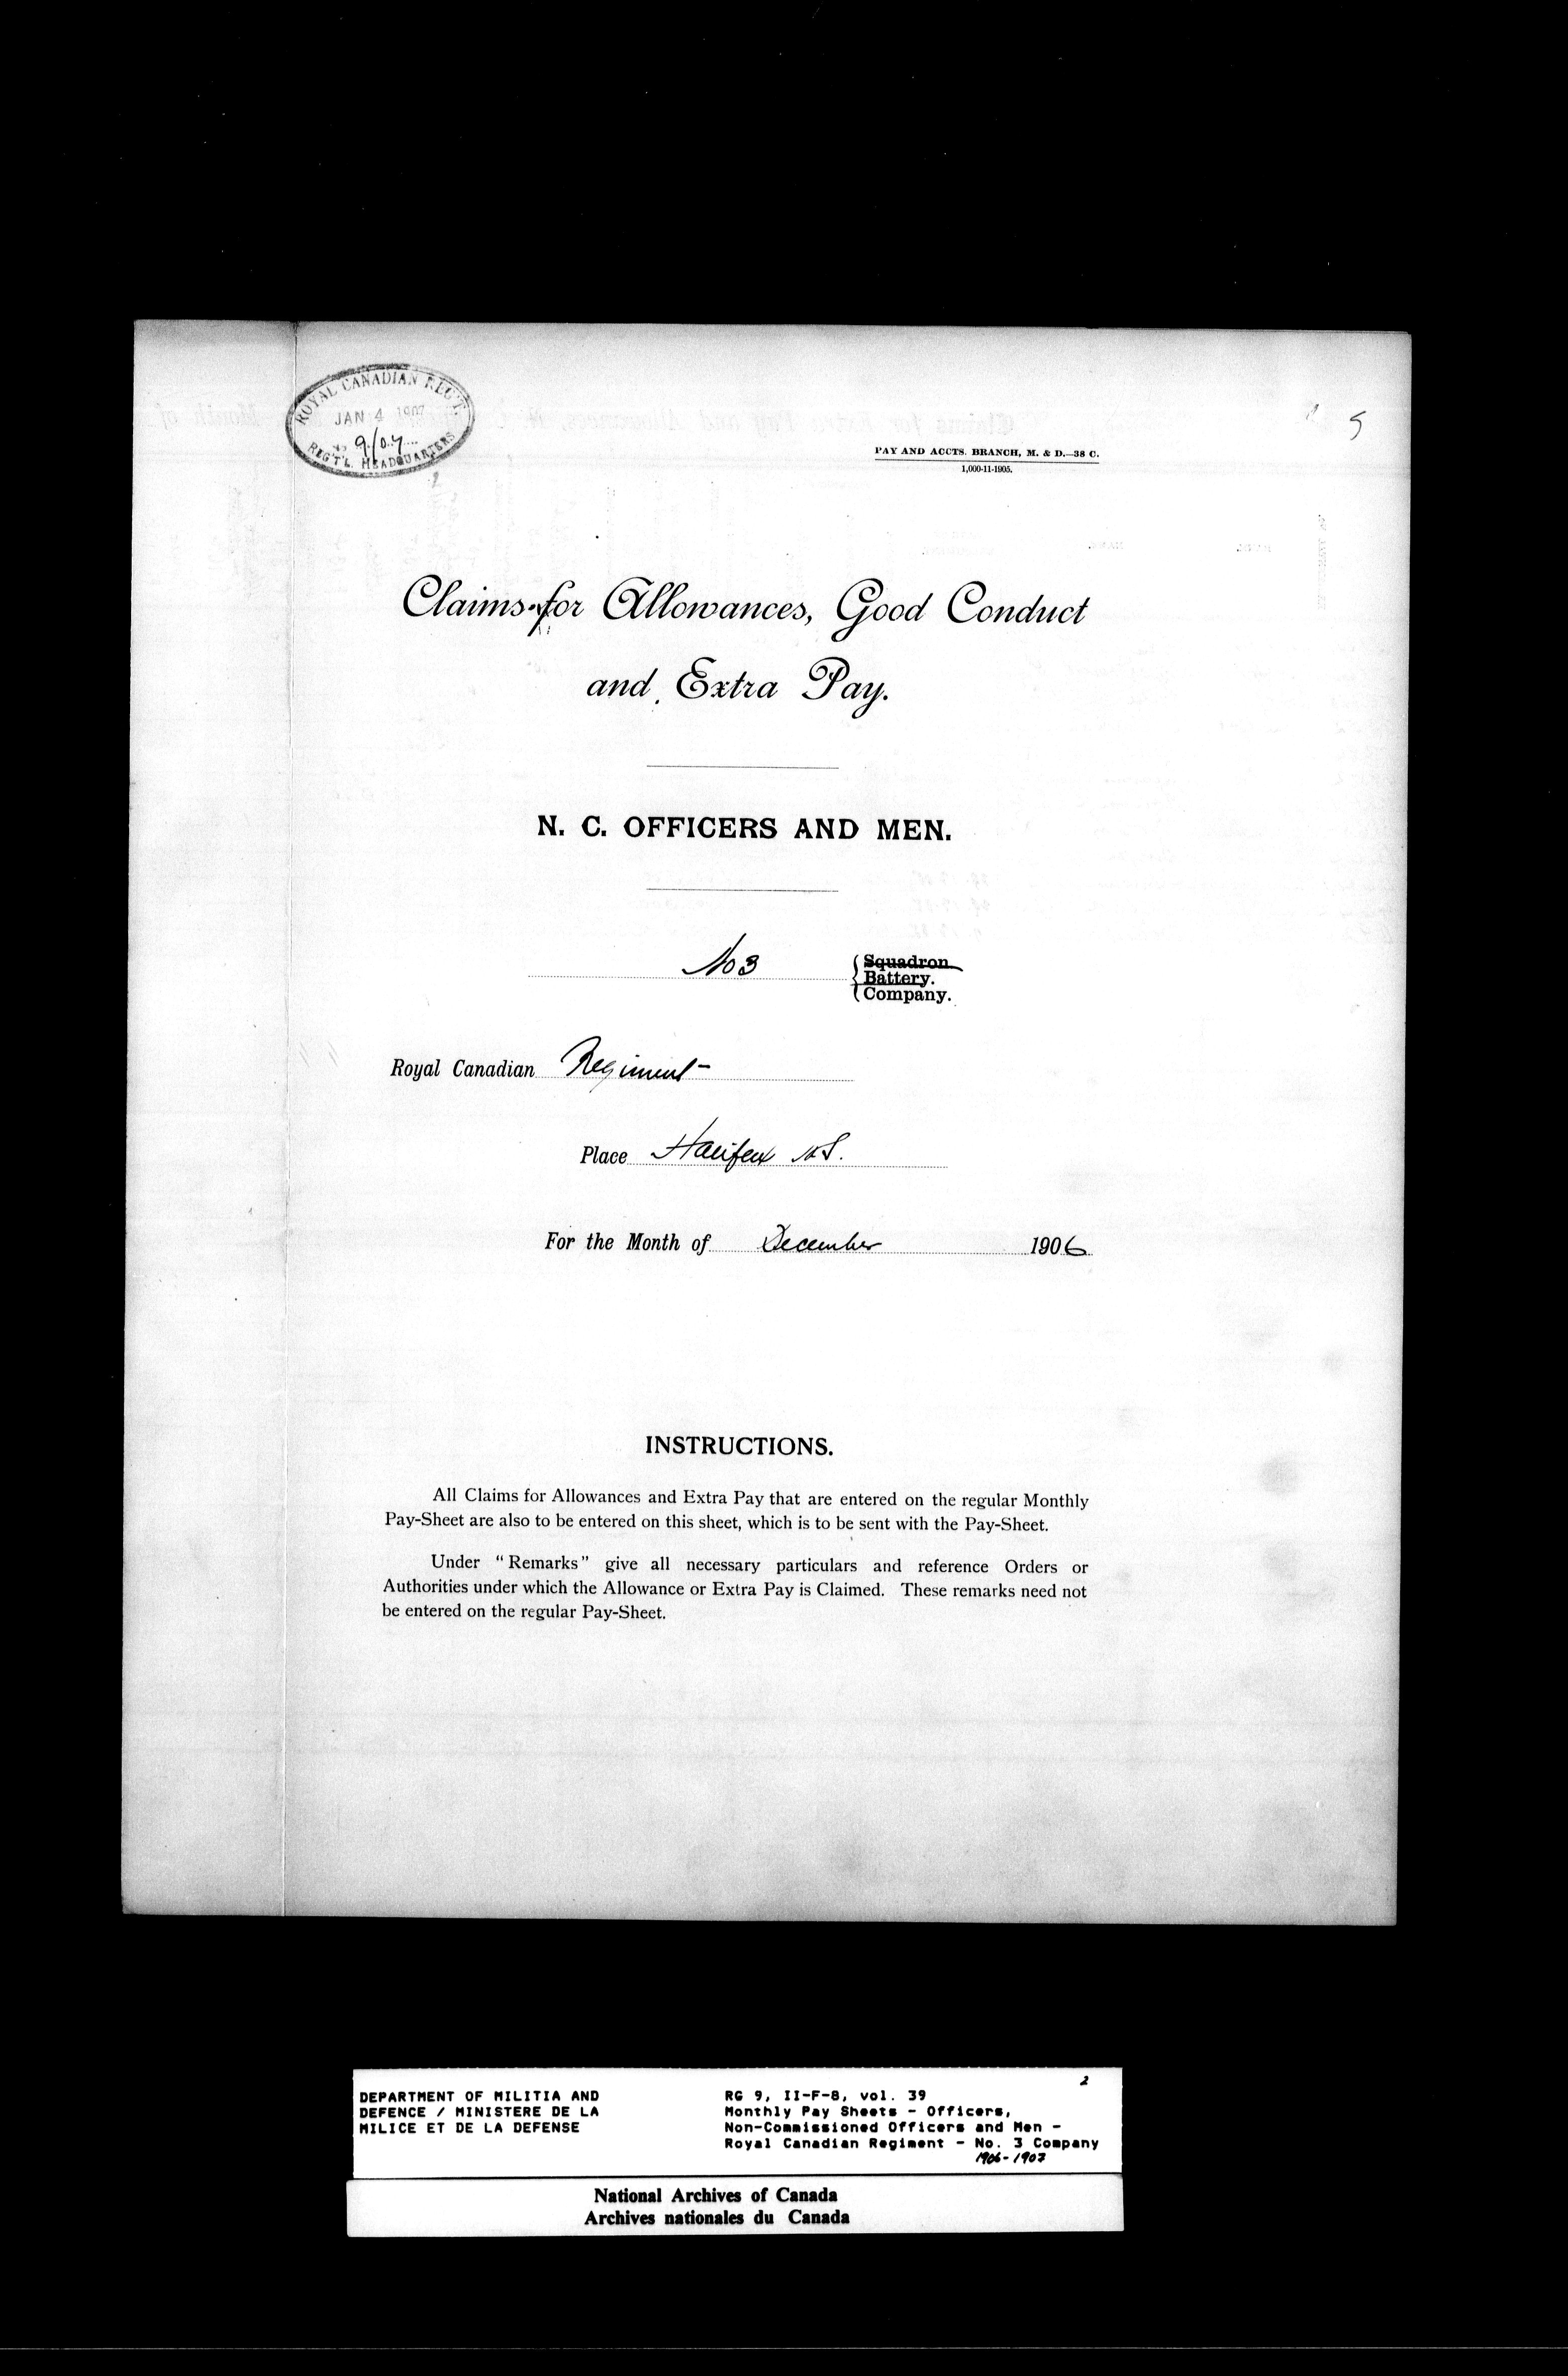 ROYAL CANADIAN REG'T.
JAN 4 1907
No 9/07
REG'T'L. HEADQUARTERS
5
PAY AND ACCTS. BRANCH, M. & D.—38 C.
1,000-11-1905.
Claims for Allowances, Good Conduct
and Extra Pay.
N. C. OFFICERS AND MEN.
No 3
Squadron
Battery.
Company.
Royal Canadian Regiment
Place Halifax N.S.
For the Month of December 1906
INSTRUCTIONS.
All Claims for Allowances and Extra Pay that are entered on the regular Monthly
Pay-Sheet are also to be entered on this sheet, which is to be sent with the Pay-Sheet.
Under "Remarks" give all necessary particulars and reference Orders or
Authorities under which the Allowance or Extra Pay is Claimed. These remarks need not
be entered on the regular Pay-Sheet.
2
DEPARTMENT OF MILITIA AND
DEFENCE / MINISTERE DE LA
MILICE ET DE LA DEFENSE
RG 9, II-F-8, vol. 39
Monthly Pay Sheets - Officers,
Non-Commissioned Officers and Men -
Royal Canadian Regiment - No. 3 Company
1906-1907
National Archives of Canada
Archives nationales du Canada